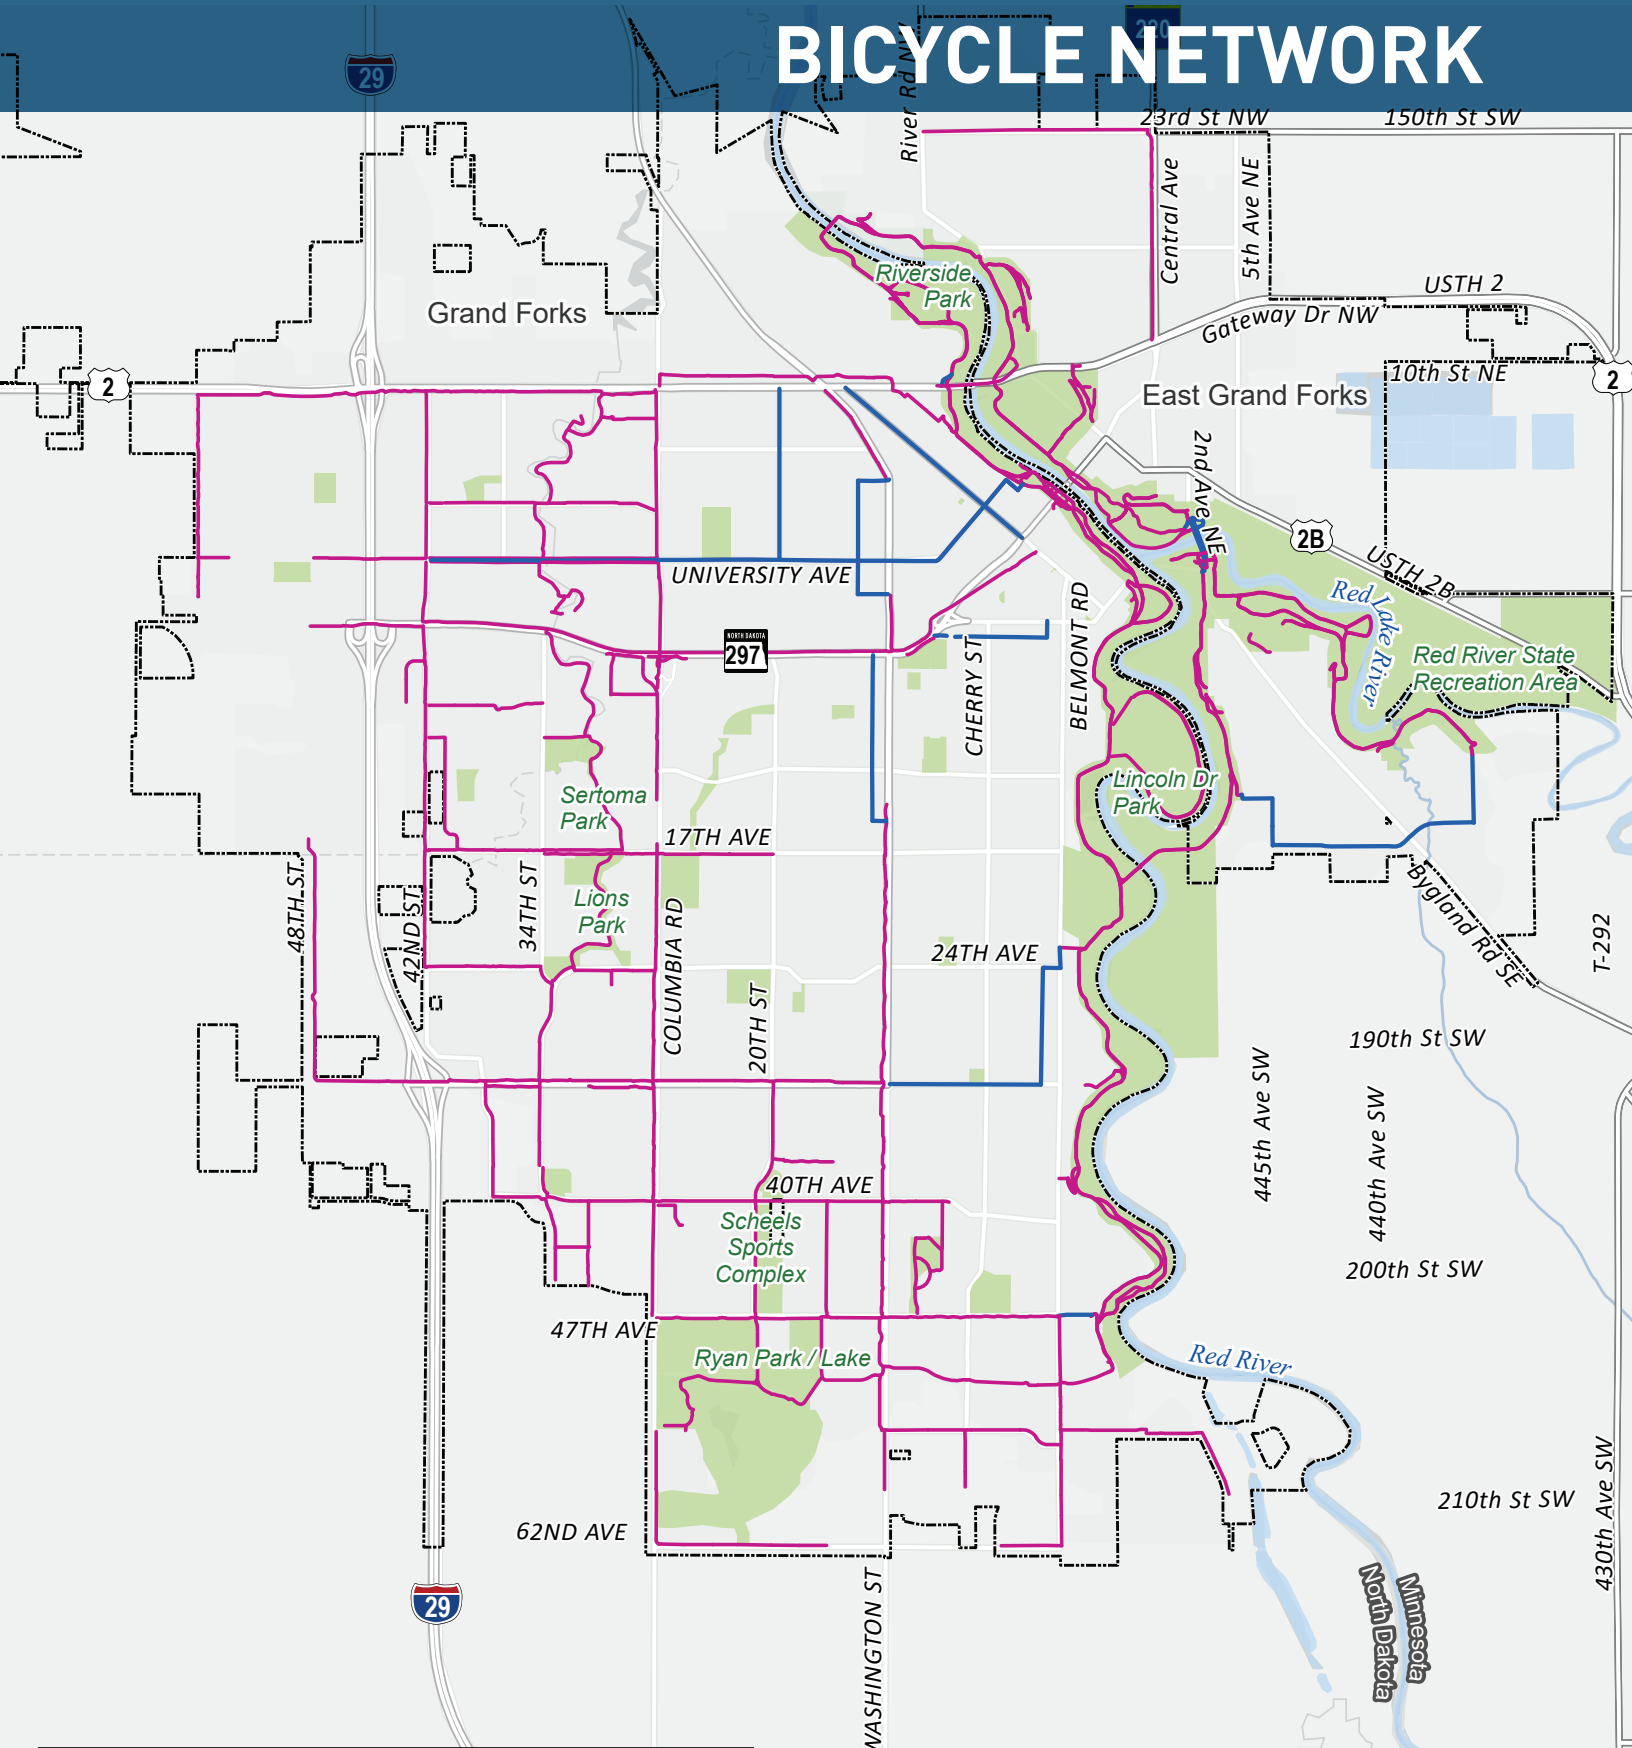 BICYCLE NETWORK
220
29
River Rd NW
23rd St NW
150th St SW
Central Ave
5th Ave NE
Riverside
Park
USTH 2
Grand Forks
Gateway Dr NW
2
10th St NE
2
East Grand Forks
2nd Ave NE
2B
USTH 2B
UNIVERSITY AVE
Red Lake River
BELMONT RD
NORTH DAKOTA
297
CHERRY ST
Red River State
Recreation Area
Lincoln Dr
Park
Sertoma
Park
17TH AVE
48TH ST
42ND ST
34TH ST
Lions
Park
COLUMBIA RD
24TH AVE
Bygland Rd SE
T-292
20TH ST
190th St SW
445th Ave SW
440th Ave SW
40TH AVE
Scheels
Sports
Complex
200th St SW
47TH AVE
Ryan Park / Lake
Red River
430th Ave SW
210th St SW
62ND AVE
29
WASHINGTON ST
Minnesota
North Dakota